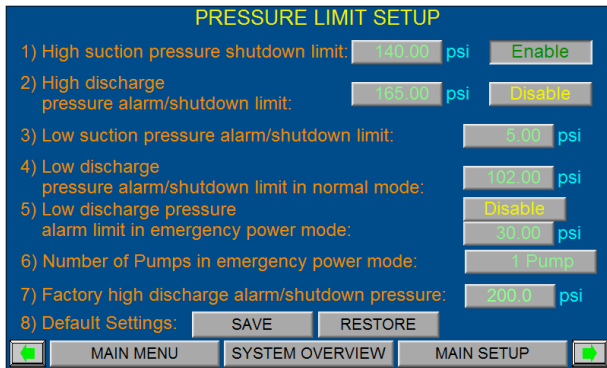 PRESSURE LIMIT SETUP
1) High suction pressure shutdown limit: 140.00 psi Enable
2) High discharge
pressure alarm/shutdown limit: 165.00 psi Disable
3) Low suction pressure alarm/shutdown limit: 5.00 psi
4) Low discharge
pressure alarm/shutdown limit in normal mode: 102.00 psi
5) Low discharge pressure Disable
alarm limit in emergency power mode: 30.00 psi
6) Number of Pumps in emergency power mode: 1 Pump
7) Factory high discharge alarm/shutdown pressure: 200.0 psi
8) Default Settings: SAVE RESTORE
MAIN MENU SYSTEM OVERVIEW MAIN SETUP